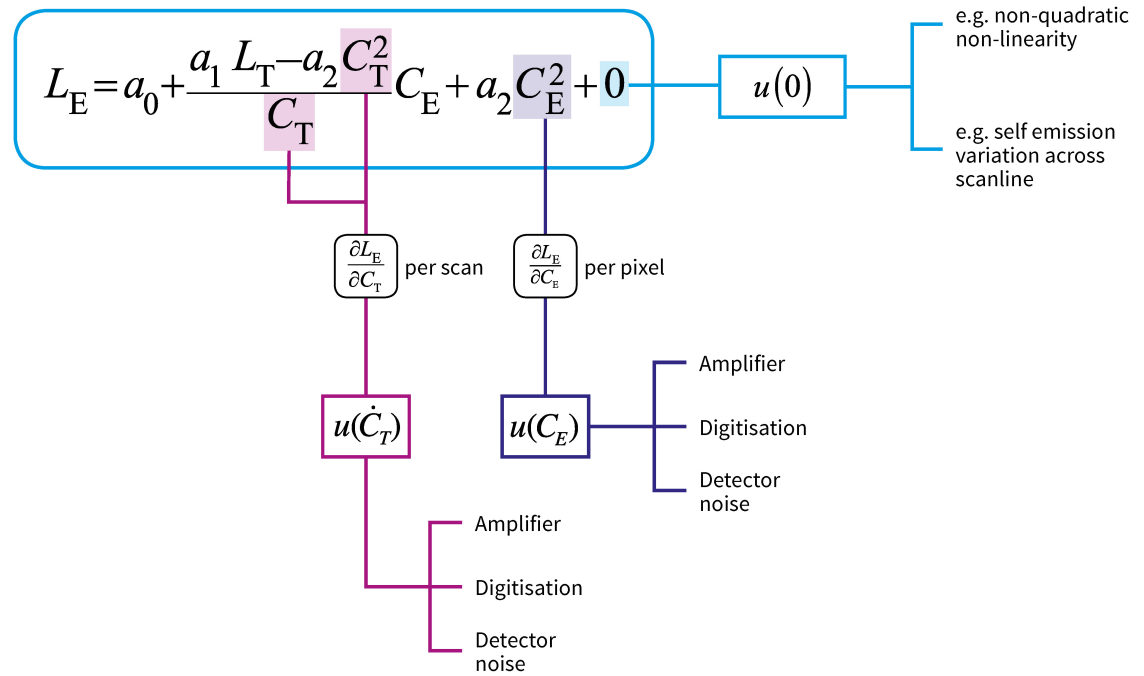 e.g. non-quadratic
non-linearity
L_E = a_0 + \frac{a_1 L_T – a_2 C_T^2}{C_T} C_E + a_2 C_E^2 + 0
u(0)
e.g. self emission
variation across
scanline
∂L_E/∂C_T per scan
∂L_E/∂C_E per pixel
Amplifier
u(Ċ_T)
u(C_E)
Digitisation
Detector
noise
Amplifier
Digitisation
Detector
noise